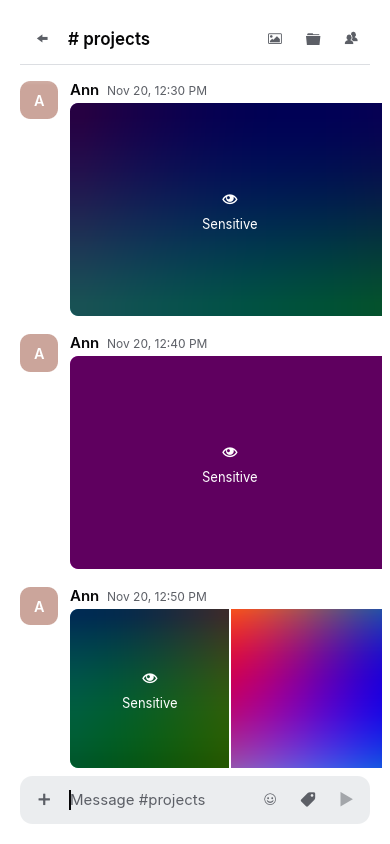 # projects
Ann Nov 20, 12:30 PM
A
Sensitive
Ann Nov 20, 12:40 PM
A
Sensitive
Ann Nov 20, 12:50 PM
A
Sensitive
Message #projects